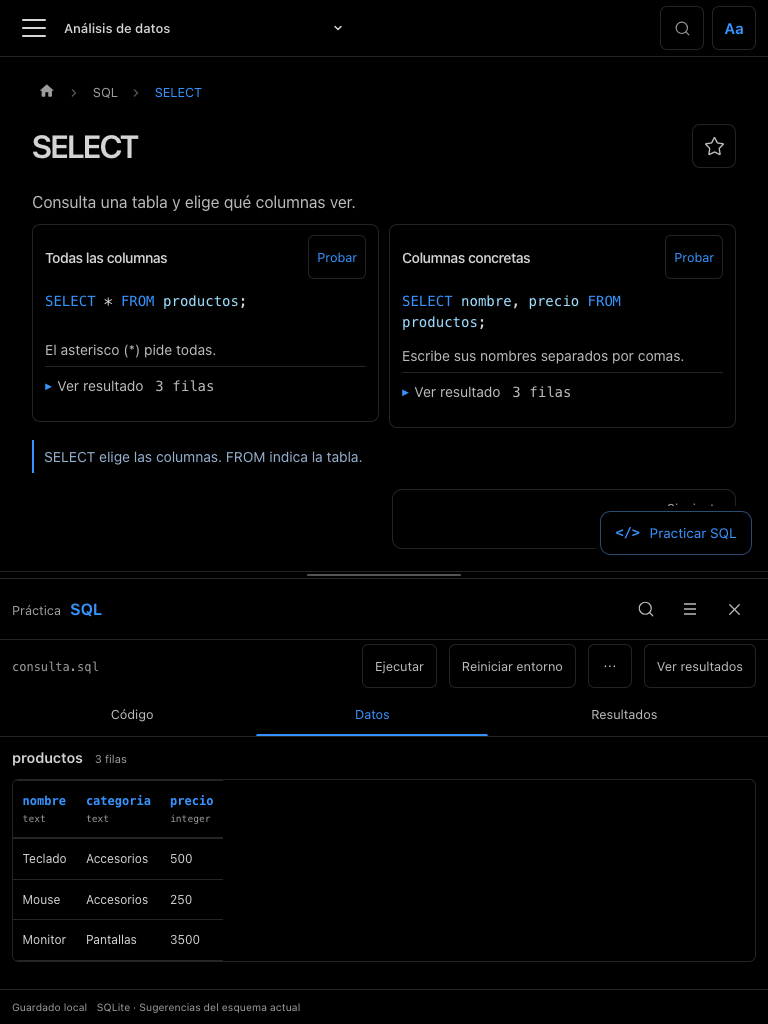 Análisis de datos
Aa
SQL
SELECT
SELECT
Consulta una tabla y elige qué columnas ver.
Todas las columnas
Probar
SELECT * FROM productos;
El asterisco (*) pide todas.
Ver resultado 3 filas
Columnas concretas
Probar
SELECT nombre, precio FROM
productos;
Escribe sus nombres separados por comas.
Ver resultado 3 filas
SELECT elige las columnas. FROM indica la tabla.
</> Practicar SQL
Práctica SQL
consulta.sql
Ejecutar
Reiniciar entorno
...
Ver resultados
Código
Datos
Resultados
productos 3 filas
nombre categoria precio
text text integer
Teclado Accesorios 500
Mouse Accesorios 250
Monitor Pantallas 3500
Guardado local SQLite · Sugerencias del esquema actual